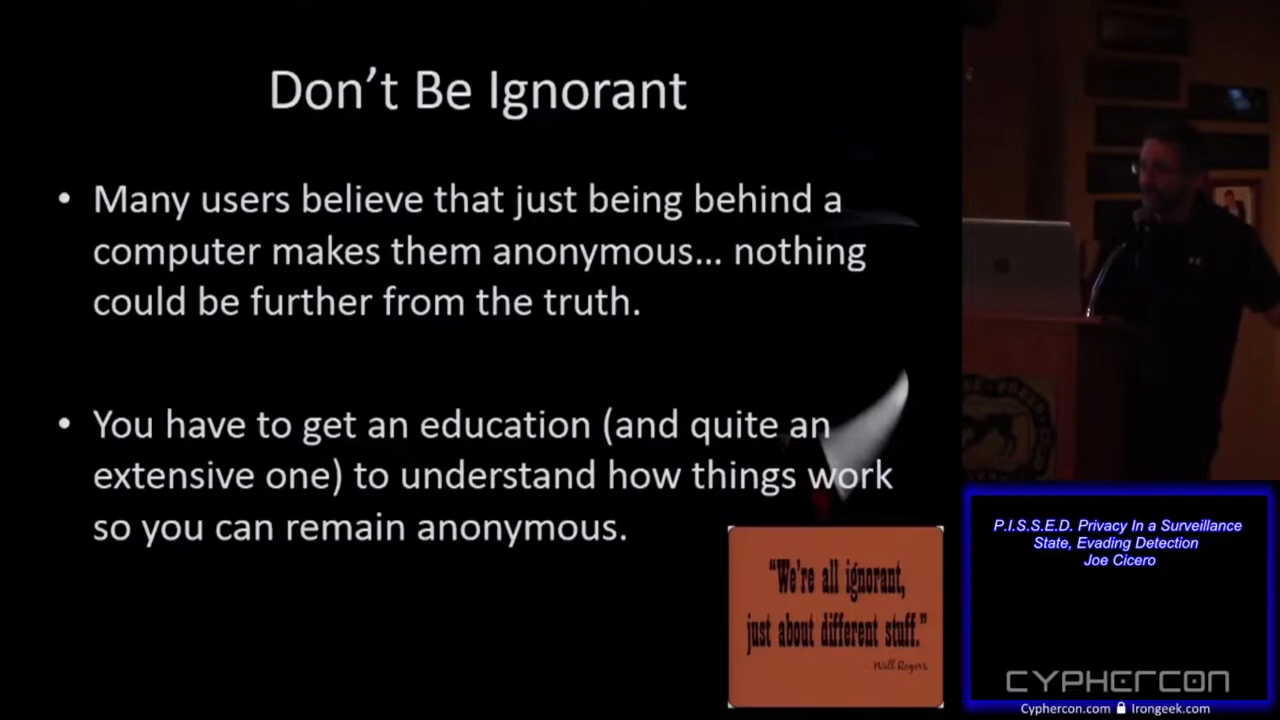 Don't Be Ignorant
• Many users believe that just being behind a
computer makes them anonymous... nothing
could be further from the truth.
• You have to get an education (and quite an
extensive one) to understand how things work
so you can remain anonymous.
"We're all ignorant,
just about different stuff."
- Will Rogers
P.I.S.S.E.D. Privacy In a Surveillance
State, Evading Detection
Joe Cicero
CYPHERCON
Cyphercon.com Irongeek.com